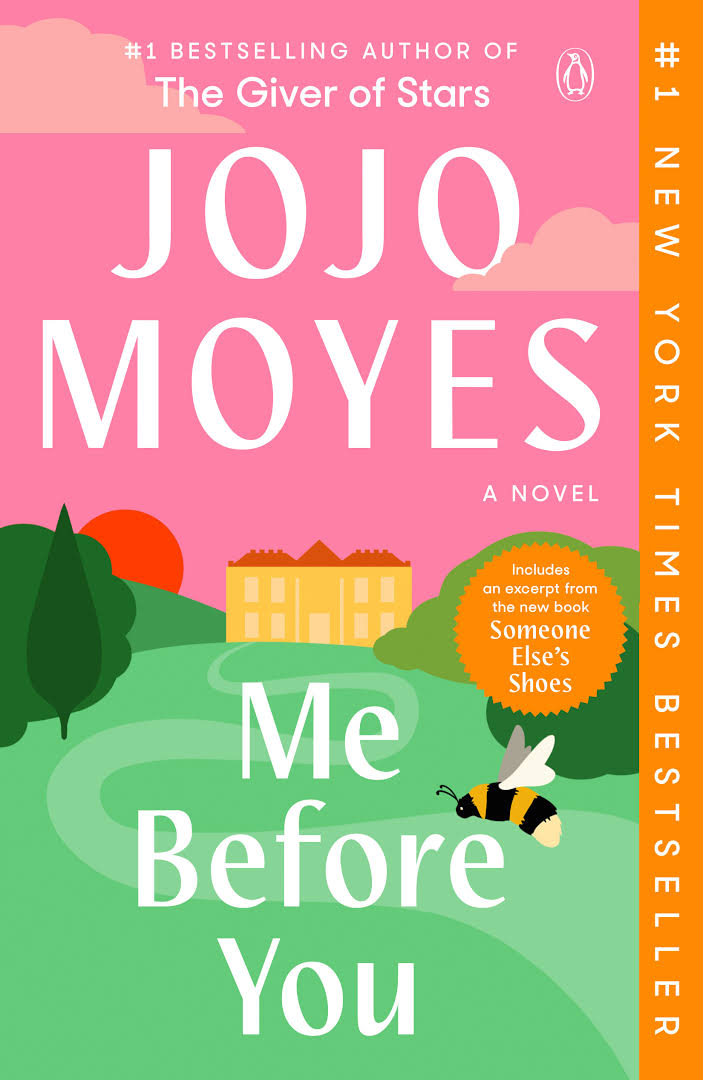 #1 BESTSELLING AUTHOR OF
The Giver of Stars
JOJO
MOYES
A NOVEL
Includes
an excerpt from
the new book
Someone
Else's
Shoes
Me
Before
You
#1 NEW YORK TIMES BESTSELLER